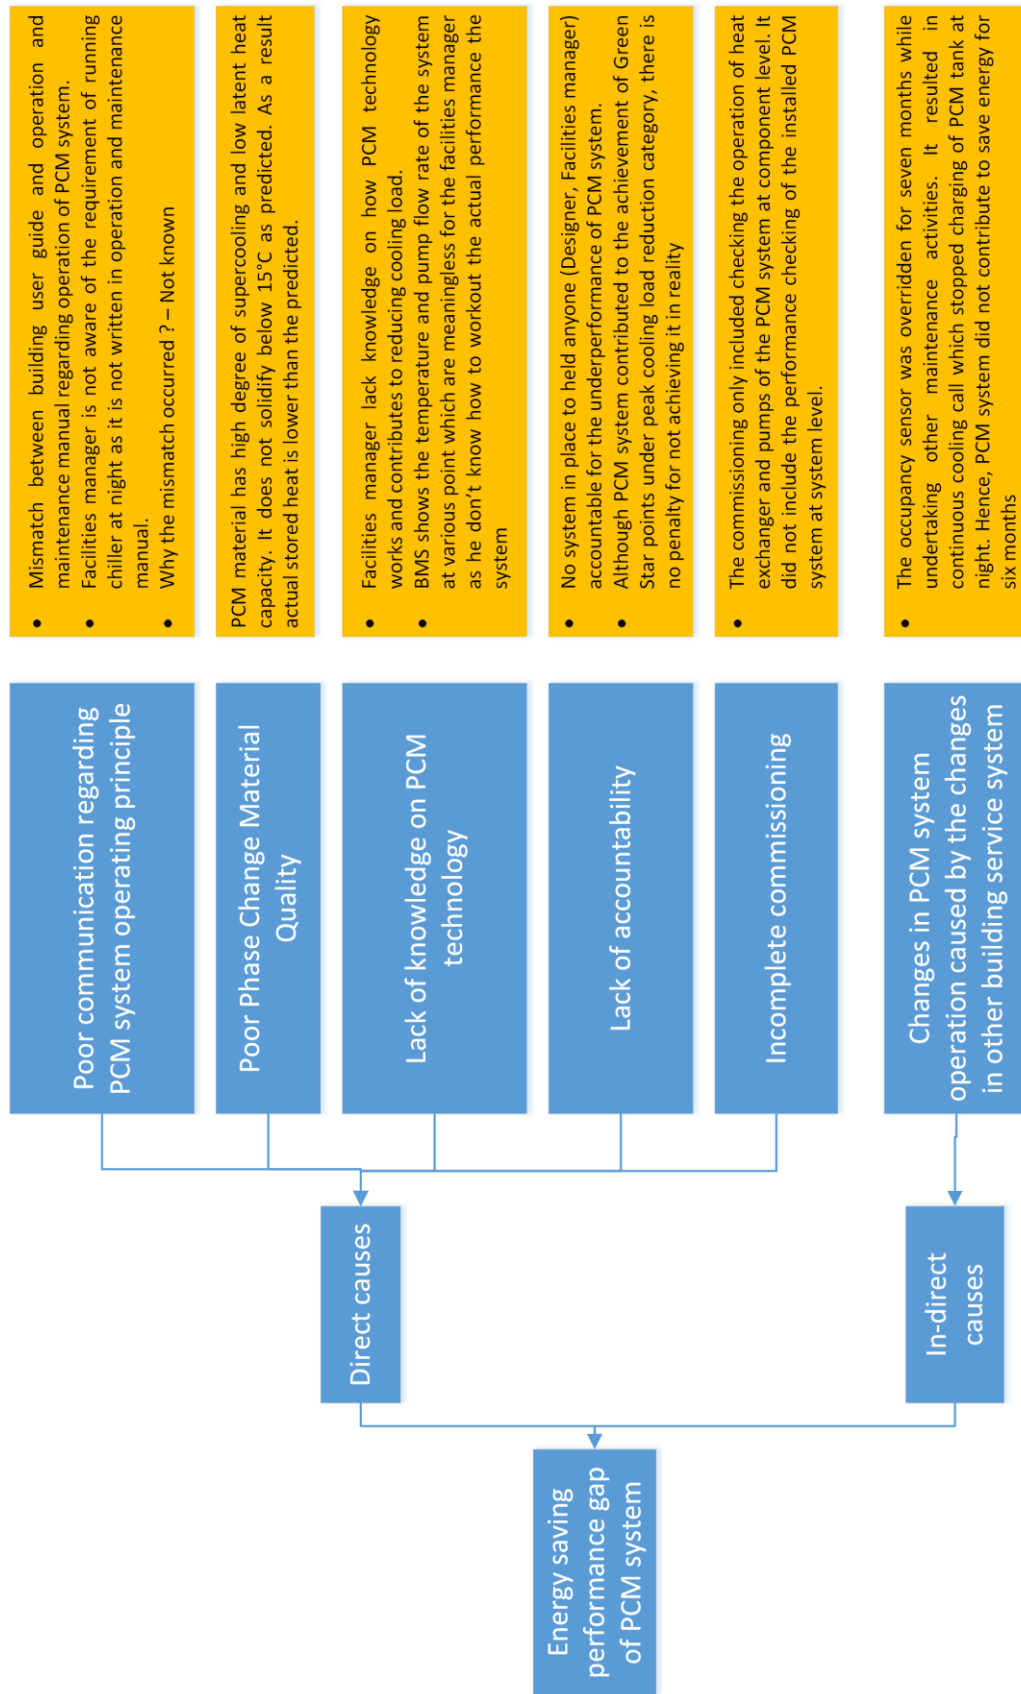 Energy saving
performance gap
of PCM system
Direct causes
In-direct
causes
Poor communication regarding
PCM system operating principle
Poor Phase Change Material
Quality
Lack of knowledge on PCM
technology
Lack of accountability
Incomplete commissioning
Changes in PCM system
operation caused by the changes
in other building service system
• Mismatch between building user guide and operation and
maintenance manual regarding operation of PCM system.
• Facilities manager is not aware of the requirement of running
chiller at night as it is not written in operation and maintenance
manual.
• Why the mismatch occurred ? – Not known
PCM material has high degree of supercooling and low latent heat
capacity. It does not solidify below 15°C as predicted. As a result
actual stored heat is lower than the predicted.
• Facilities manager lack knowledge on how PCM technology
works and contributes to reducing cooling load.
• BMS shows the temperature and pump flow rate of the system
at various point which are meaningless for the facilities manager
as he don't know how to workout the actual performance the
system
• No system in place to held anyone (Designer, Facilities manager)
accountable for the underperformance of PCM system.
• Although PCM system contributed to the achievement of Green
Star points under peak cooling load reduction category, there is
no penalty for not achieving it in reality
• The commissioning only included checking the operation of heat
exchanger and pumps of the PCM system at component level. It
did not include the performance checking of the installed PCM
system at system level.
• The occupancy sensor was overridden for seven months while
undertaking other maintenance activities. It resulted in
continuous cooling call which stopped charging of PCM tank at
night. Hence, PCM system did not contribute to save energy for
six months